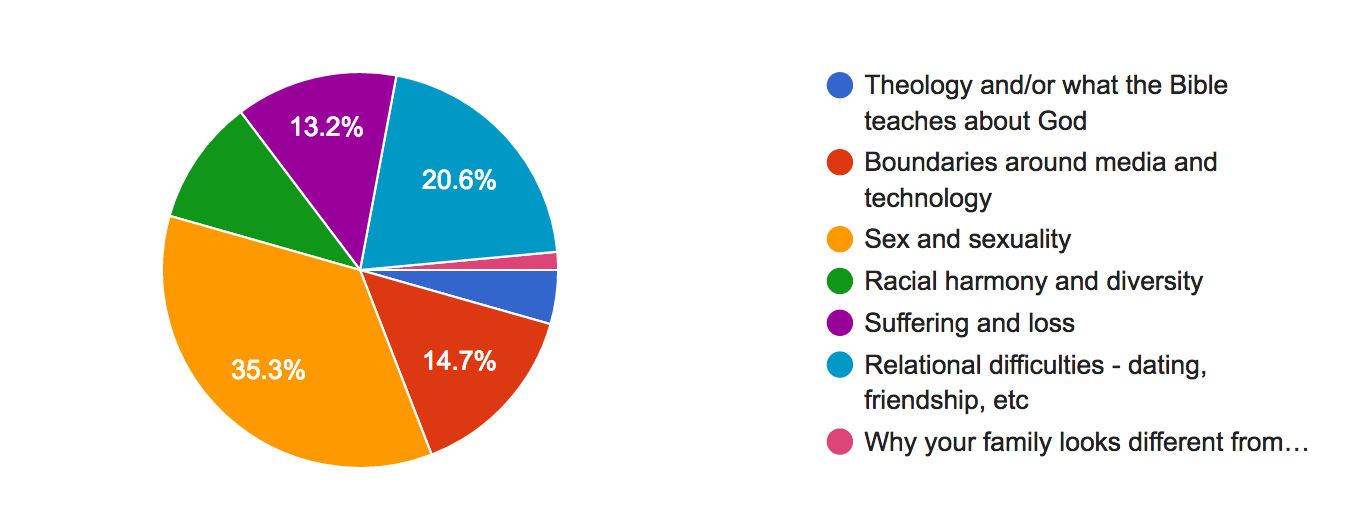 13.2%
20.6%
35.3%
14.7%
Theology and/or what the Bible
teaches about God
Boundaries around media and
technology
Sex and sexuality
Racial harmony and diversity
Suffering and loss
Relational difficulties - dating,
friendship, etc
Why your family looks different from…